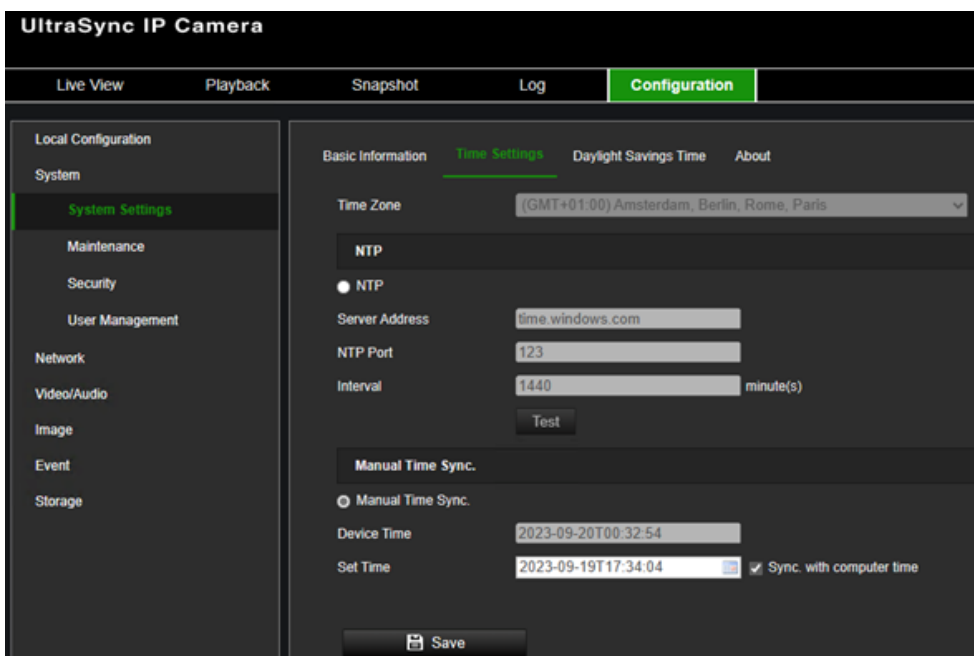 UltraSync IP Camera
Live View Playback Snapshot Log Configuration
Local Configuration
System
System Settings
Maintenance
Security
User Management
Network
Video/Audio
Image
Event
Storage
Basic Information Time Settings Daylight Savings Time About
Time Zone (GMT+01:00) Amsterdam, Berlin, Rome, Paris
NTP
NTP
Server Address time.windows.com
NTP Port 123
Interval 1440 minute(s)
Test
Manual Time Sync.
Manual Time Sync.
Device Time 2023-09-20T00:32:54
Set Time 2023-09-19T17:34:04 Sync. with computer time
Save